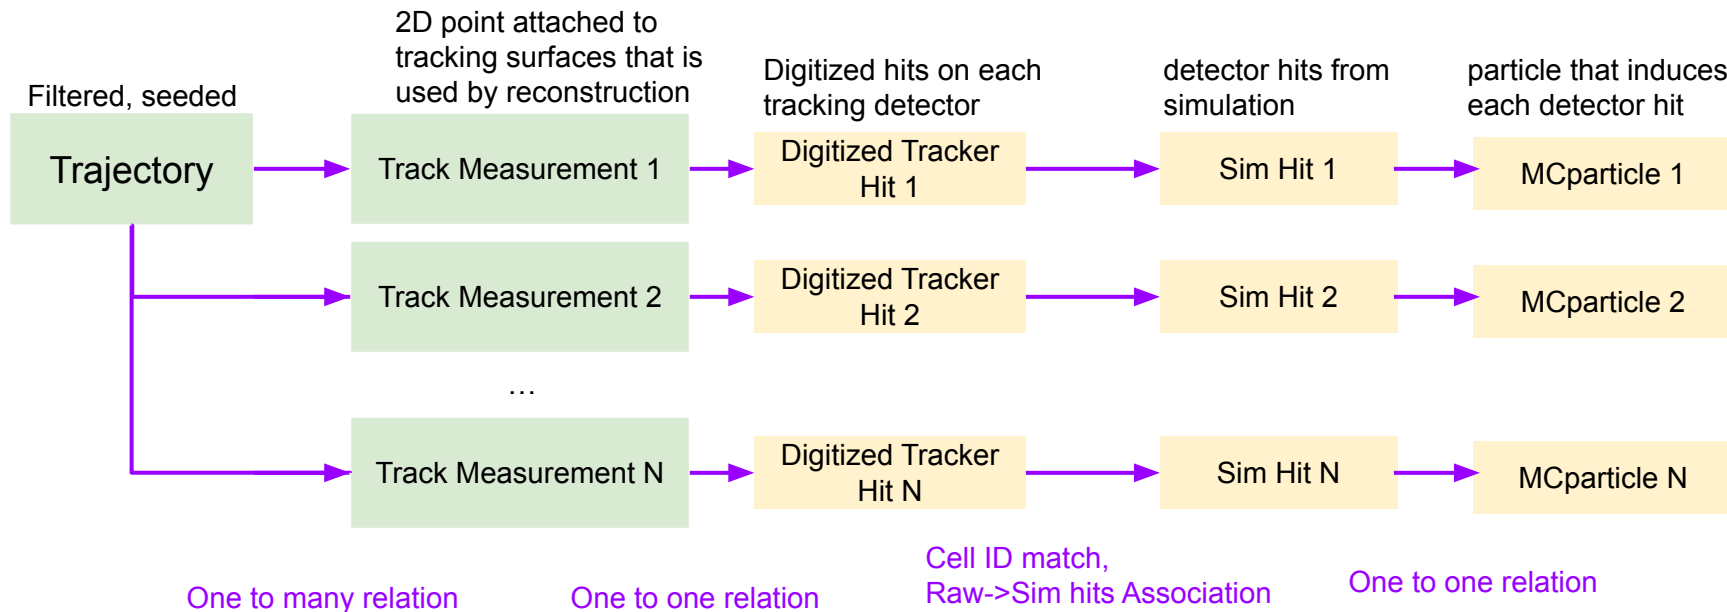 Filtered, seeded
2D point attached to
tracking surfaces that is
used by reconstruction
Digitized hits on each
tracking detector
detector hits from
simulation
particle that induces
each detector hit
Trajectory
Track Measurement 1
Digitized Tracker
Hit 1
Sim Hit 1
MCparticle 1
Track Measurement 2
Digitized Tracker
Hit 2
Sim Hit 2
MCparticle 2
...
Track Measurement N
Digitized Tracker
Hit N
Sim Hit N
MCparticle N
One to many relation
One to one relation
Cell ID match,
Raw->Sim hits Association
One to one relation